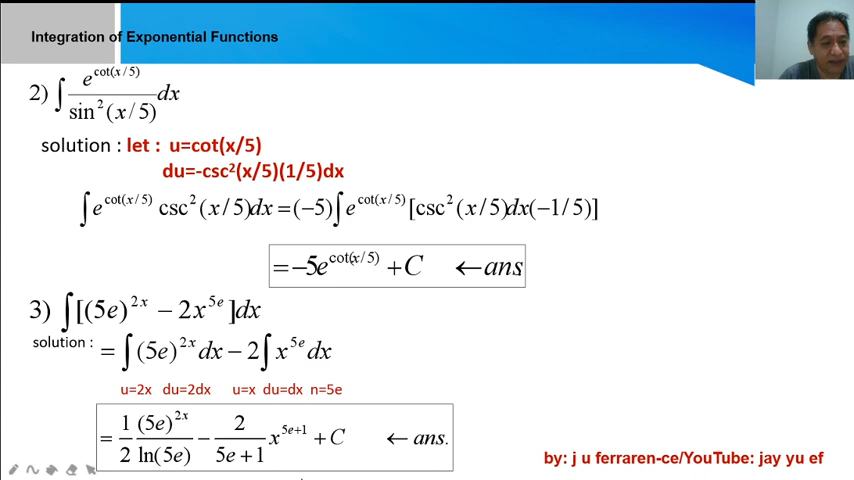 Integration of Exponential Functions
2) ∫ e^cot(x/5) / sin²(x/5) dx
solution : let : u=cot(x/5)
du=-csc²(x/5)(1/5)dx
∫ e^cot(x/5) csc²(x/5)dx = (−5)∫ e^cot(x/5) [csc²(x/5)dx(−1/5)]
= −5e^cot(x/5) + C ← ans
3) ∫[(5e)^2x − 2x^5e ]dx
solution : = ∫(5e)^2x dx − 2∫ x^5e dx
u=2x du=2dx u=x du=dx n=5e
= 1/2 (5e)^2x / ln(5e) − 2/(5e+1) x^5e+1 + C ← ans.
by: j u ferraren-ce/YouTube: jay yu ef